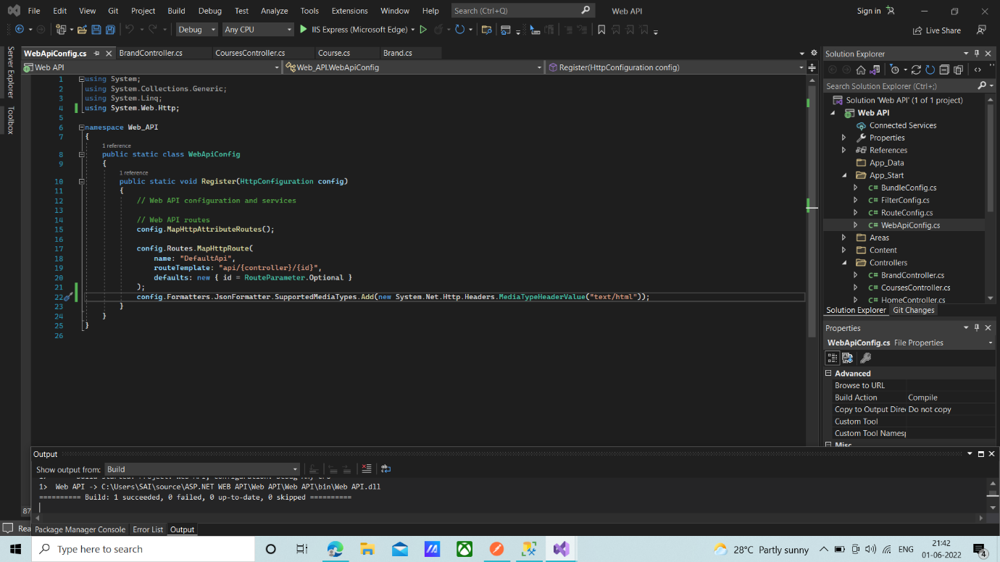 File Edit View Git Project Build Debug Test Analyze Tools Extensions Window Help Search (Ctrl+Q) Web API Sign in
Debug Any CPU IIS Express (Microsoft Edge) Live Share
Server Explorer
Toolbox
WebApiConfig.cs BrandController.cs CoursesController.cs Course.cs Brand.cs
Web API Web_API.WebApiConfig Register(HttpConfiguration config)
1 using System;
2 using System.Collections.Generic;
3 using System.Linq;
4 using System.Web.Http;
5
6 namespace Web_API
7 {
1 reference
8 public static class WebApiConfig
9 {
1 reference
10 public static void Register(HttpConfiguration config)
11 {
12 // Web API configuration and services
13
14 // Web API routes
15 config.MapHttpAttributeRoutes();
16
17 config.Routes.MapHttpRoute(
18 name: "DefaultApi",
19 routeTemplate: "api/{controller}/{id}",
20 defaults: new { id = RouteParameter.Optional }
21 );
22 config.Formatters.JsonFormatter.SupportedMediaTypes.Add(new System.Net.Http.Headers.MediaTypeHeaderValue("text/html"));
23 }
24 }
25 }
26
Solution Explorer
Search Solution Explorer (Ctrl+;)
Solution 'Web API' (1 of 1 project)
Web API
Connected Services
Properties
References
App_Data
App_Start
C# BundleConfig.cs
C# FilterConfig.cs
C# RouteConfig.cs
C# WebApiConfig.cs
Areas
Content
Controllers
C# BrandController.cs
C# CoursesController.cs
C# HomeController.cs
Solution Explorer Git Changes
Properties
WebApiConfig.cs File Properties
Advanced
Browse to URL
Build Action Compile
Copy to Output Dire Do not copy
Custom Tool
Custom Tool Namesp
Misc
Output
Show output from: Build
1> Web API -> C:\Users\SAI\source\ASP.NET WEB API\Web API\Web API\bin\Web API.dll
========== Build: 1 succeeded, 0 failed, 0 up-to-date, 0 skipped ==========
87
Rea Package Manager Console Error List Output
Type here to search 28°C Partly sunny ENG 21:42
01-06-2022 4